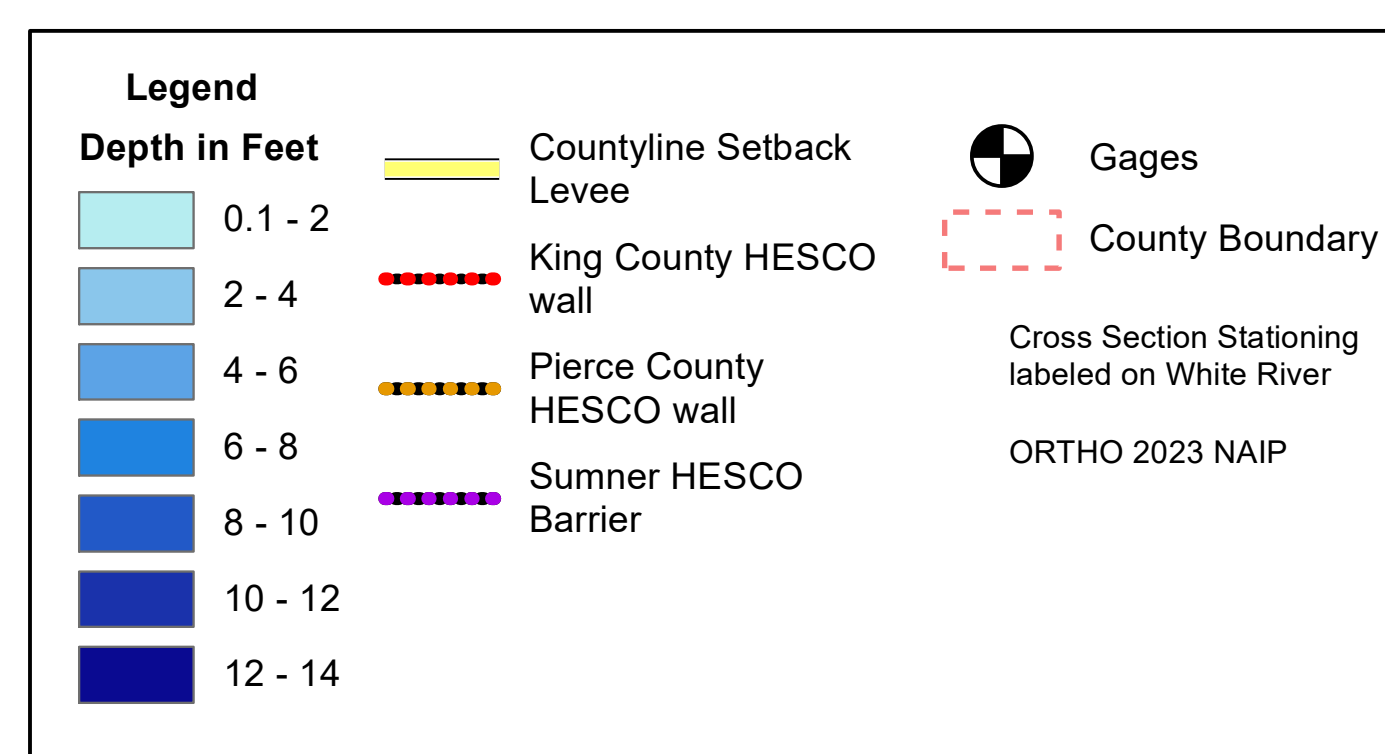 Legend
Depth in Feet
0.1 - 2
2 - 4
4 - 6
6 - 8
8 - 10
10 - 12
12 - 14
Countyline Setback
Levee
King County HESCO
wall
Pierce County
HESCO wall
Sumner HESCO
Barrier
Gages
County Boundary
Cross Section Stationing
labeled on White River
ORTHO 2023 NAIP